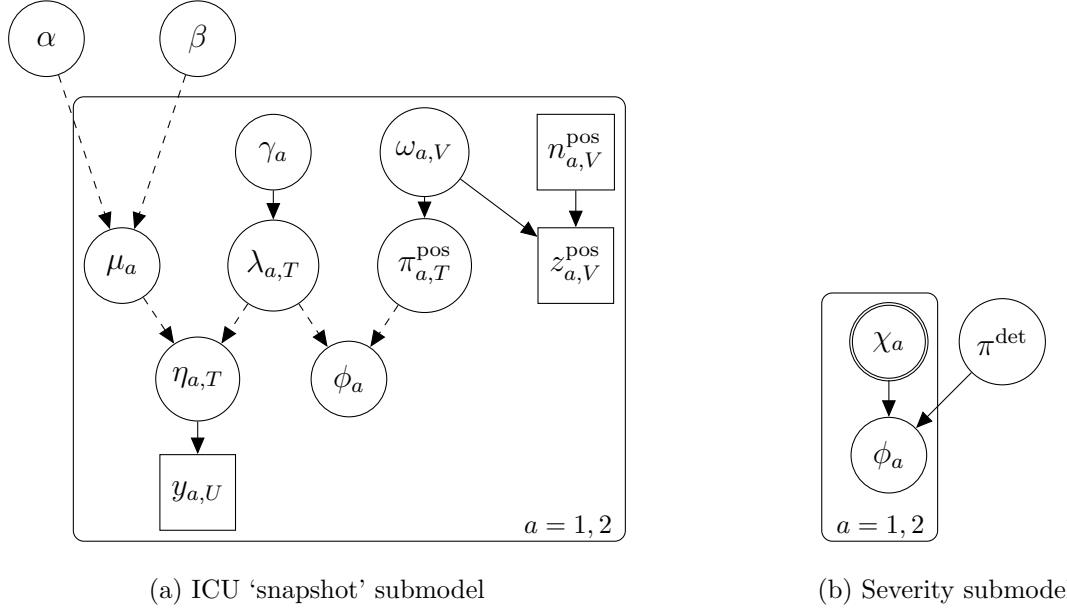 α β
γ_a ω_{a,V} n^{pos}_{a,V}
μ_a λ_{a,T} π^{pos}_{a,T} z^{pos}_{a,V}
η_{a,T} ϕ_a
y_{a,U}
a = 1, 2
(a) ICU ‘snapshot’ submodel
χ_a π^{det}
ϕ_a
a = 1, 2
(b) Severity submode